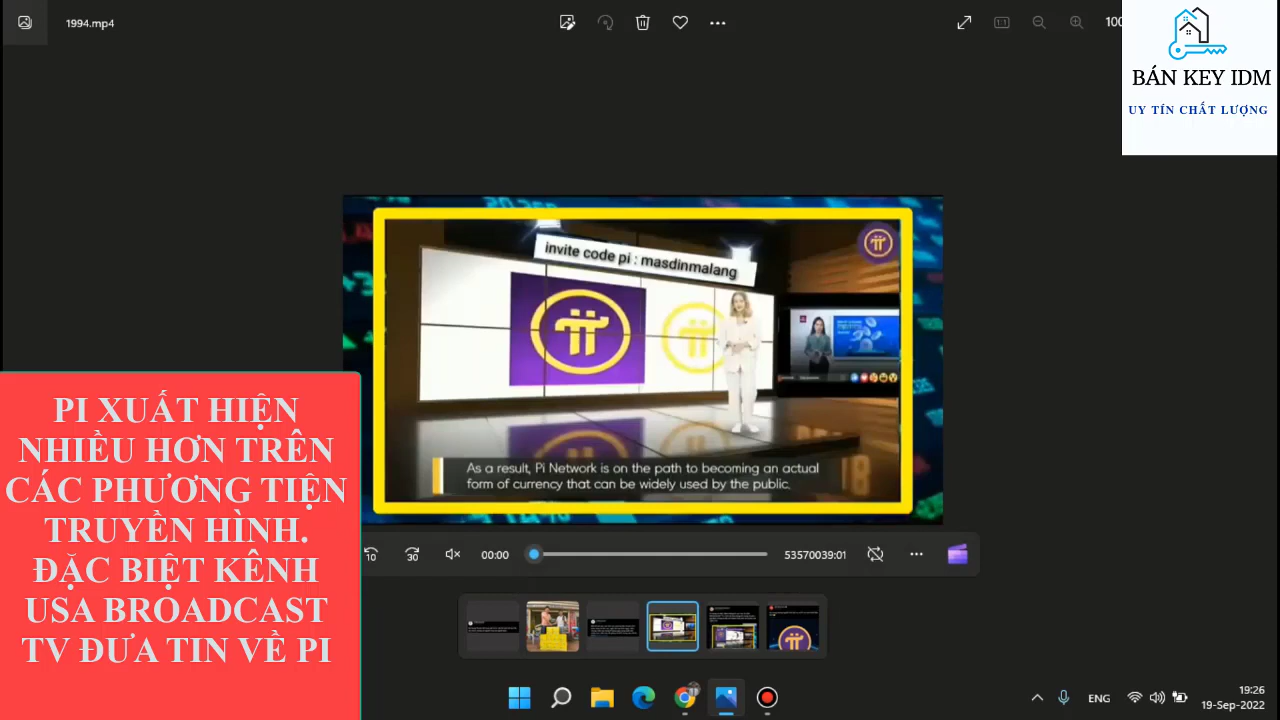 1994.mp4
100
BÁN KEY IDM
UY TÍN CHẤT LƯỢNG
invite code pi : masdinmalang
As a result, Pi Network is on the path to becoming an actual
form of currency that can be widely used by the public.
PI XUẤT HIỆN
NHIỀU HƠN TRÊN
CÁC PHƯƠNG TIỆN
TRUYỀN HÌNH.
ĐẶC BIỆT KÊNH
USA BROADCAST
TV ĐƯA TIN VỀ PI
10
30
00:00
53570039:01
ENG
19:26
19-Sep-2022